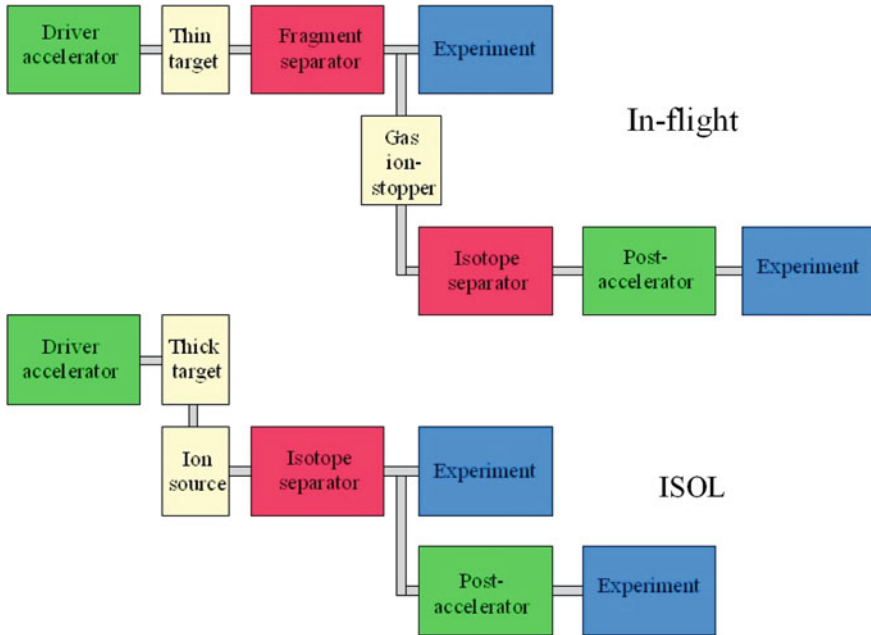 Driver
accelerator
Thin
target
Fragment
separator
Experiment
In-flight
Gas
ion-
stopper
Isotope
separator
Post-
accelerator
Experiment
Driver
accelerator
Thick
target
Ion
source
Isotope
separator
Experiment
ISOL
Post-
accelerator
Experiment